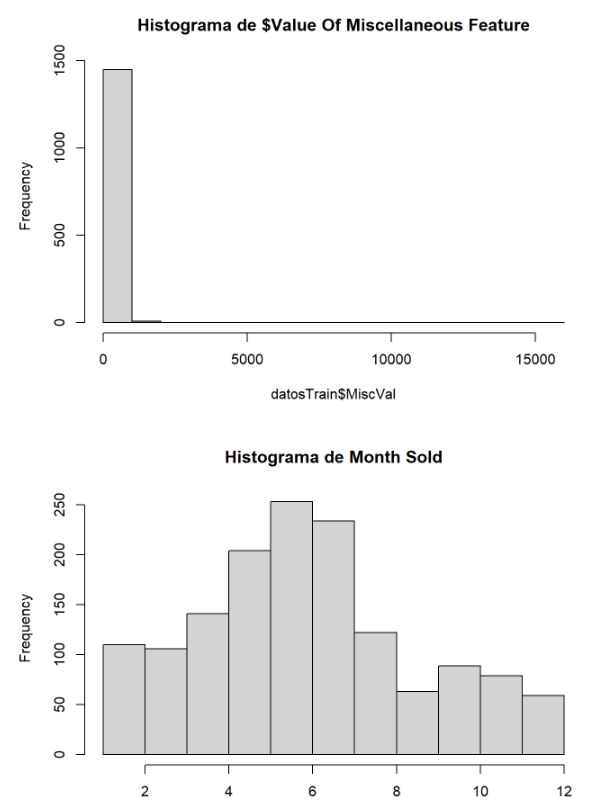 Histograma de $Value Of Miscellaneous Feature
1500
1000
500
0
Frequency
0 5000 10000 15000
datosTrain$MiscVal
Histograma de Month Sold
250
200
150
100
50
0
Frequency
2 4 6 8 10 12